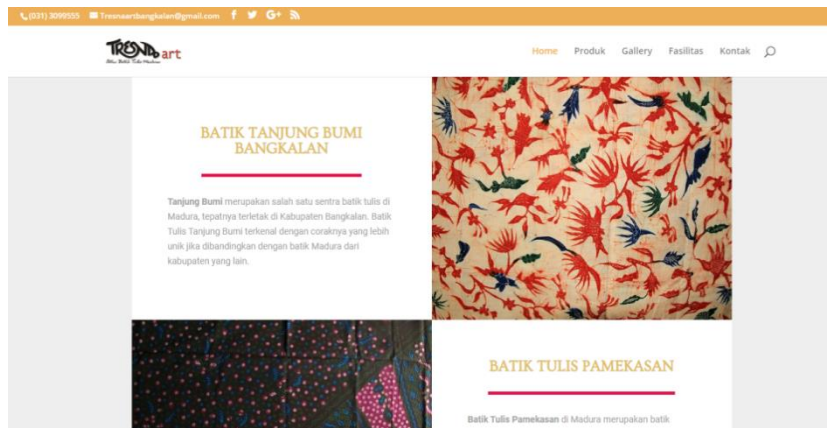 (031) 3099555 Tresnaartbangkalan@gmail.com
TRESNA art
Home Produk Gallery Fasilitas Kontak
BATIK TANJUNG BUMI
BANGKALAN
Tanjung Bumi merupakan salah satu sentra batik tulis di
Madura, tepatnya terletak di Kabupaten Bangkalan. Batik
Tulis Tanjung Bumi terkenal dengan coraknya yang lebih
unik jika dibandingkan dengan batik Madura dari
kabupaten yang lain.
BATIK TULIS PAMEKASAN
Batik Tulis Pamekasan di Madura merupakan batik